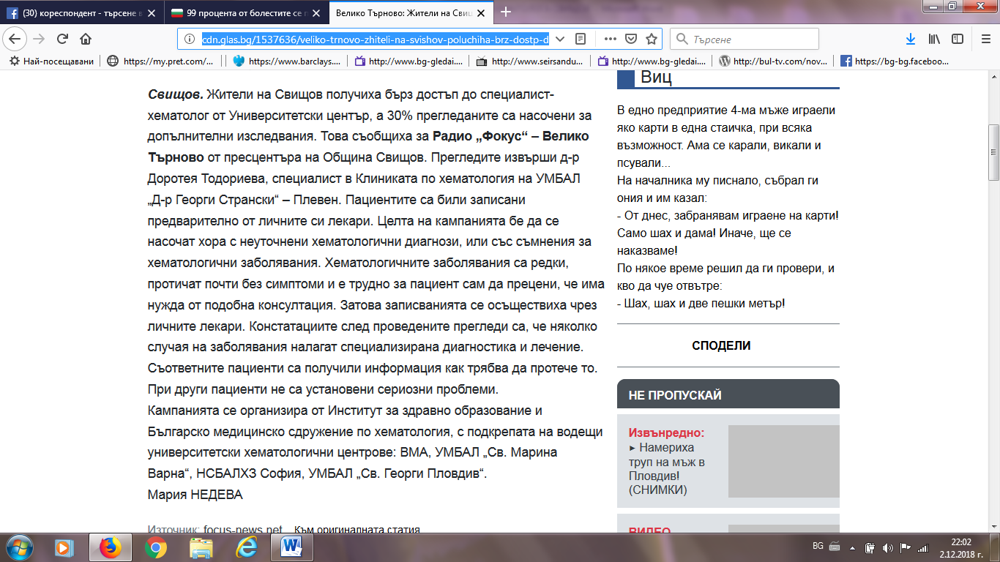 (30) кореспондент - търсене в
99 процента от болестите се п
Велико Търново: Жители на Свищ
cdn.glas.bg/1537636/veliko-trnovo-zhiteli-na-svishov-poluchiha-brz-dostp-d
Търсене
Най-посещавани
https://my.pret.com/...
https://www.barclays....
http://www.bg-gledai....
http://www.seirsandu...
http://www.bg-gledai....
http://bul-tv.com/nov...
https://bg-bg.faceboo...
Свищов. Жители на Свищов получиха бърз достъп до специалист-
хематолог от Университетски център, а 30% прегледаните са насочени за
допълнителни изследвания. Това съобщиха за Радио „Фокус“ – Велико
Търново от пресцентъра на Община Свищов. Прегледите извърши д-р
Доротея Тодориева, специалист в Клиниката по хематология на УМБАЛ
„Д-р Георги Странски“ – Плевен. Пациентите са били записани
предварително от личните си лекари. Целта на кампанията бе да се
насочат хора с неуточнени хематологични диагнози, или със съмнения за
хематологични заболявания. Хематологичните заболявания са редки,
протичат почти без симптоми и е трудно за пациент сам да прецени, че има
нужда от подобна консултация. Затова записванията се осъществиха чрез
личните лекари. Констатациите след проведените прегледи са, че няколко
случая на заболявания налагат специализирана диагностика и лечение.
Съответните пациенти са получили информация как трябва да протече то.
При други пациенти не са установени сериозни проблеми.
Кампанията се организира от Институт за здравно образование и
Българско медицинско сдружение по хематология, с подкрепата на водещи
университетски хематологични центрове: ВМА, УМБАЛ „Св. Марина
Варна“, НСБАЛХЗ София, УМБАЛ „Св. Георги Пловдив“.
Мария НЕДЕВА
Източник: focus-news.net
Към оригиналната статия
Виц
В едно предприятие 4-ма мъже играели
яко карти в една стаичка, при всяка
възможност. Ама се карали, викали и
псували...
На началника му писнало, събрал ги
ония и им казал:
- От днес, забранявам играене на карти!
Само шах и дама! Иначе, ще се
наказваме!
По някое време решил да ги провери, и
кво да чуе отвътре:
- Шах, шах и две пешки метър!
СПОДЕЛИ
НЕ ПРОПУСКАЙ
Извънредно:
► Намериха
труп на мъж в
Пловдив!
(СНИМКИ)
ВИДЕО
BG
22:02
2.12.2018 г.